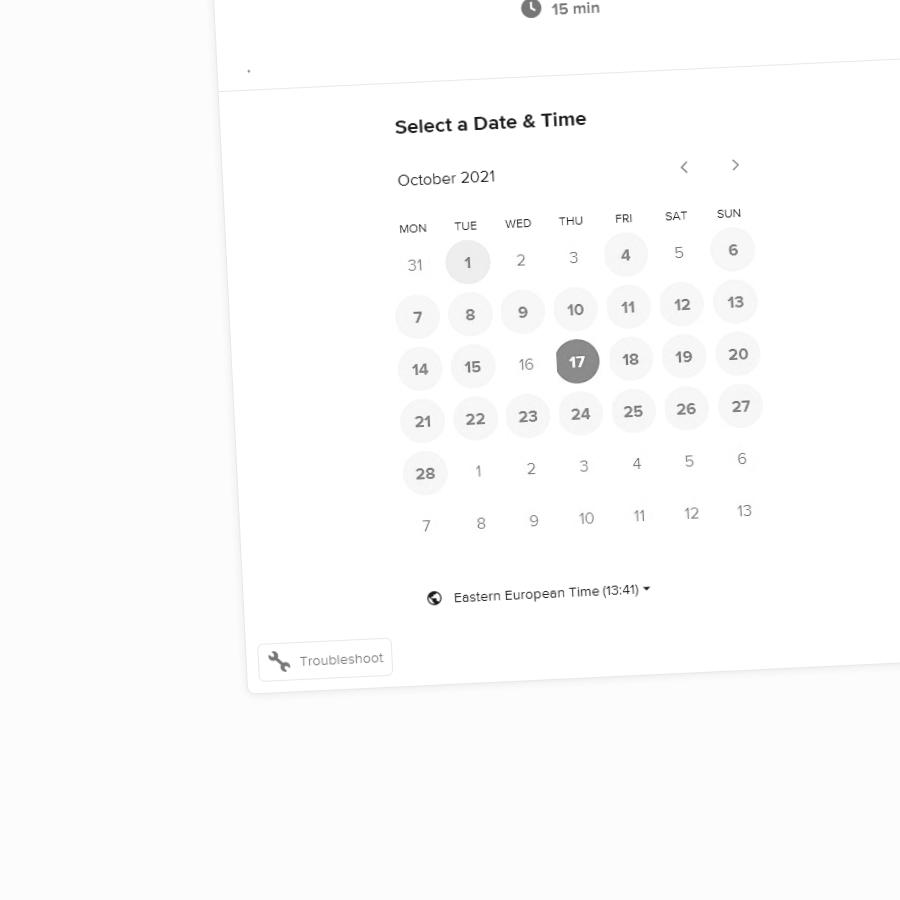 15 min
.
Select a Date & Time
October 2021
MON TUE WED THU FRI SAT SUN
31 1 2 3 4 5 6
7 8 9 10 11 12 13
14 15 16 17 18 19 20
21 22 23 24 25 26 27
28 1 2 3 4 5 6
7 8 9 10 11 12 13
Eastern European Time (13:41)
Troubleshoot